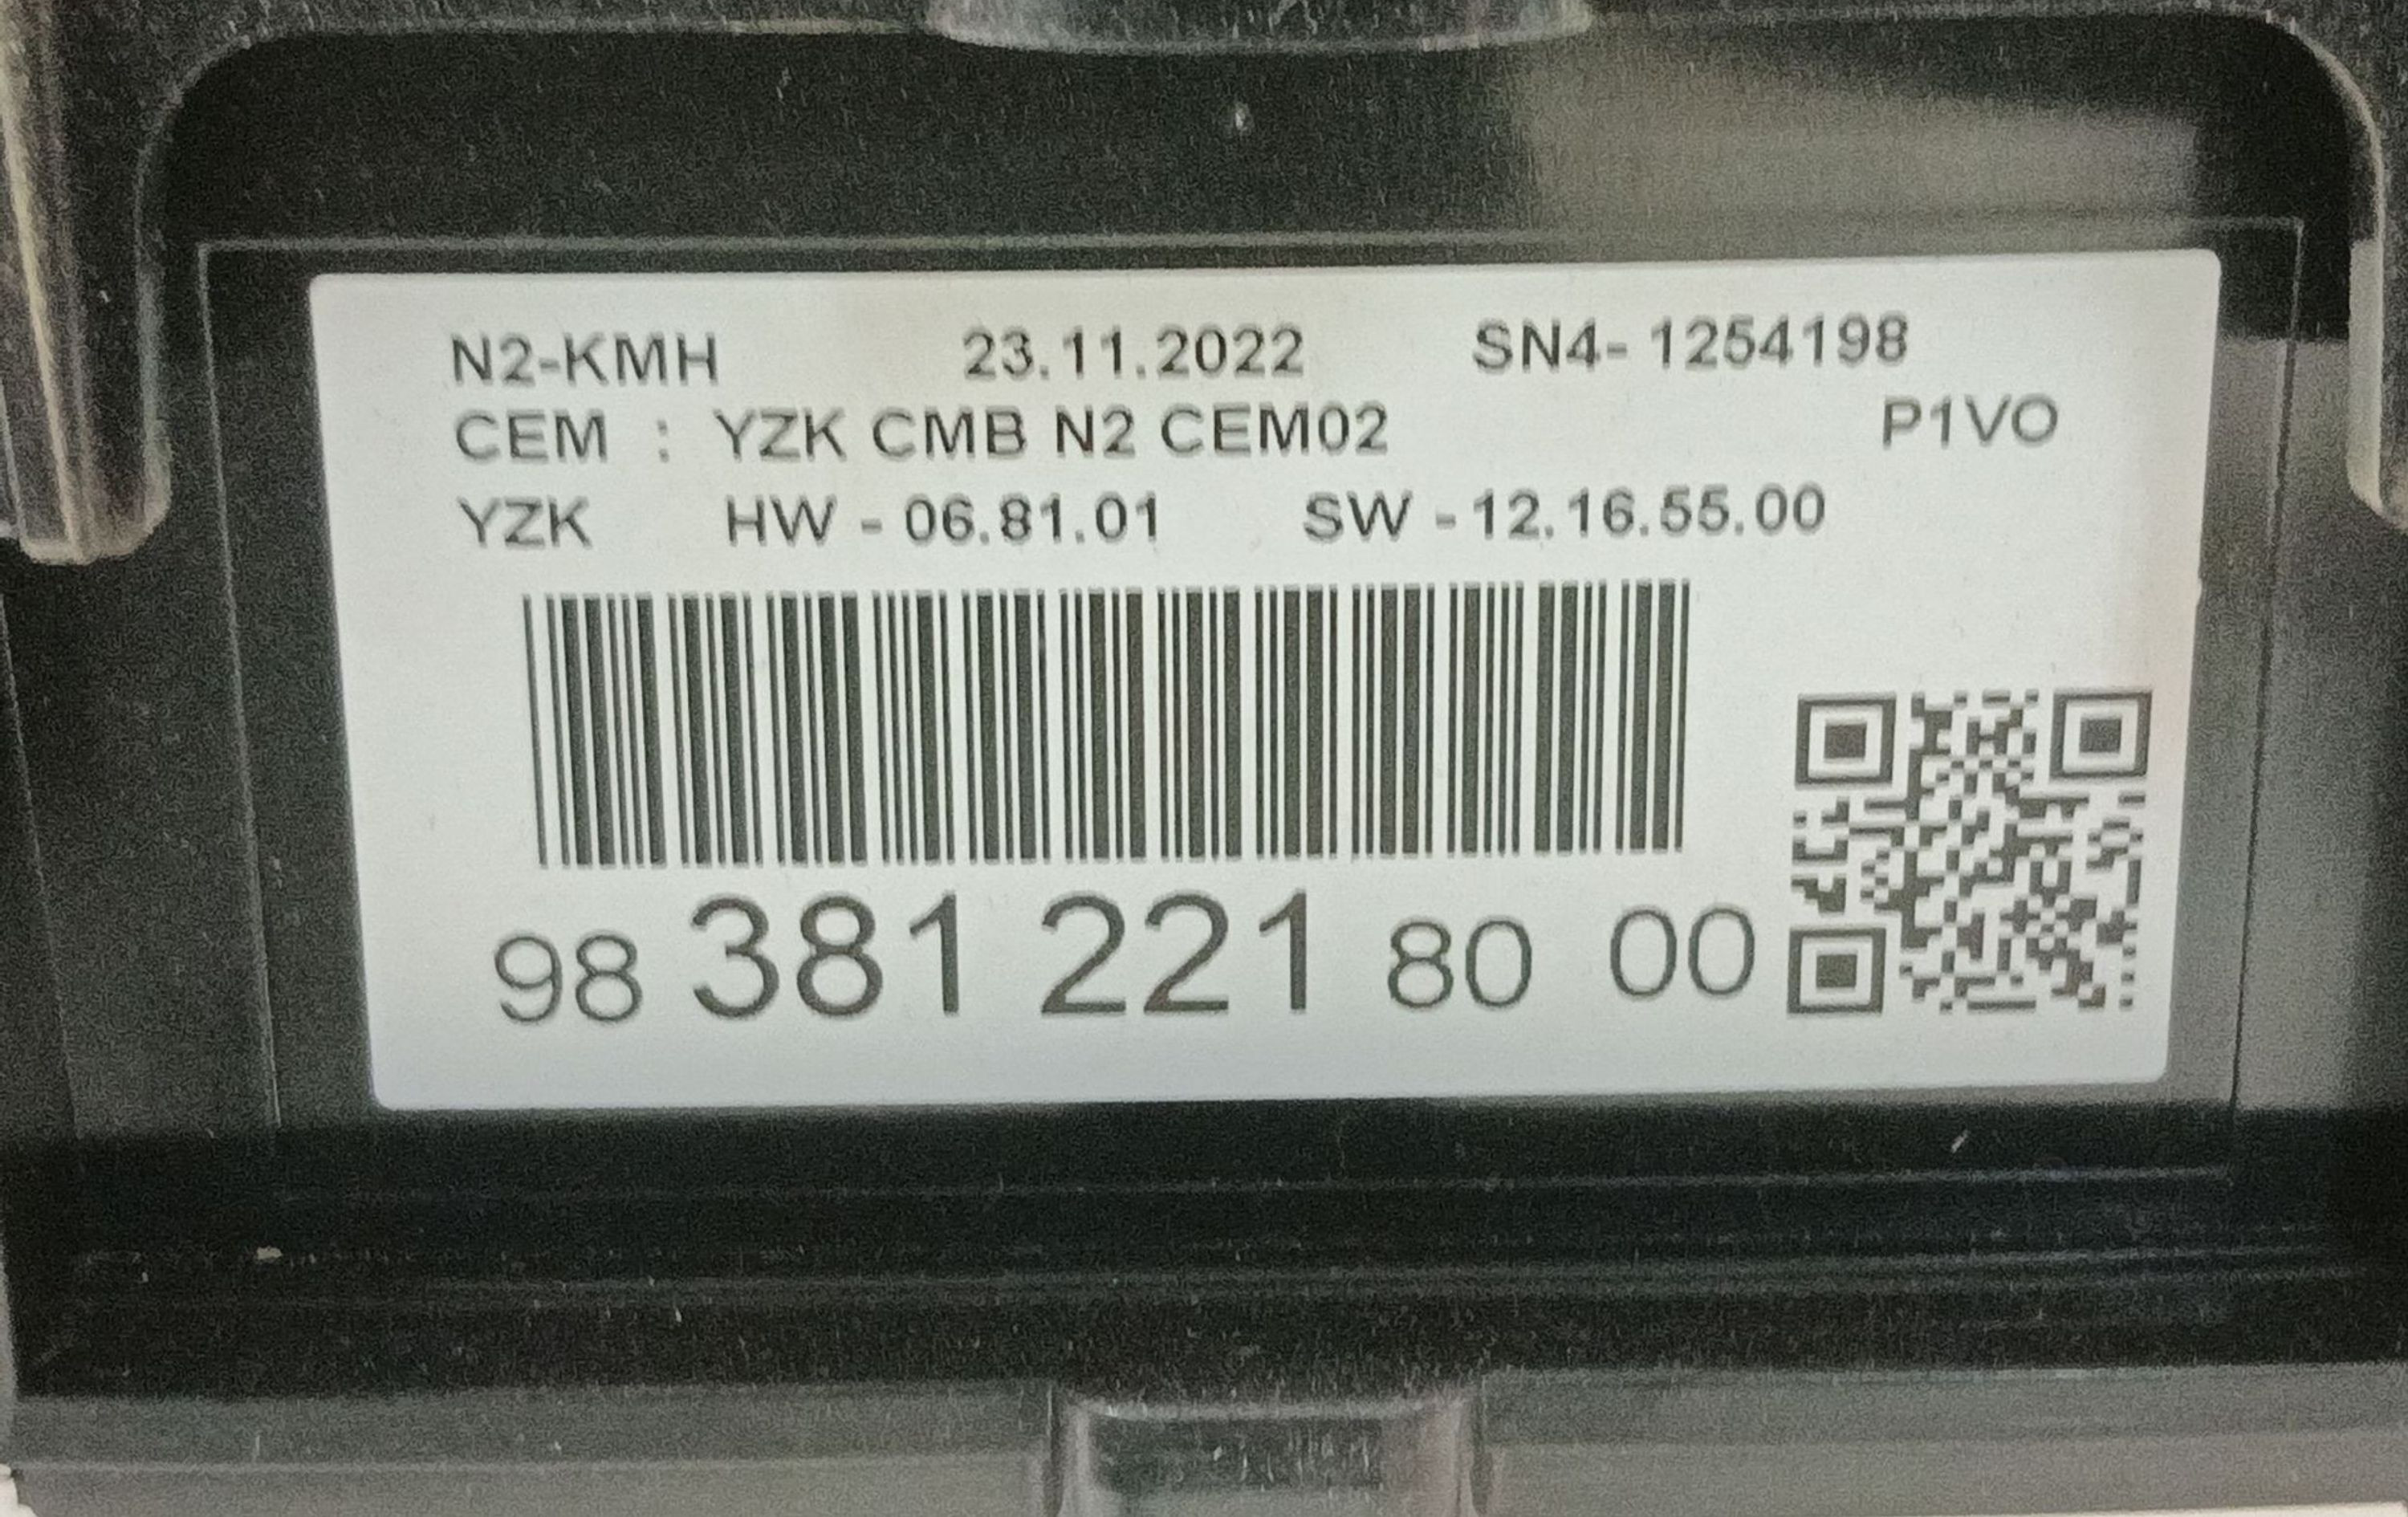 N2-KMH 23.11.2022 SN4- 1254198
CEM : YZK CMB N2 CEM02 P1VO
YZK HW - 06.81.01 SW - 12.16.55.00
98 381 221 80 00